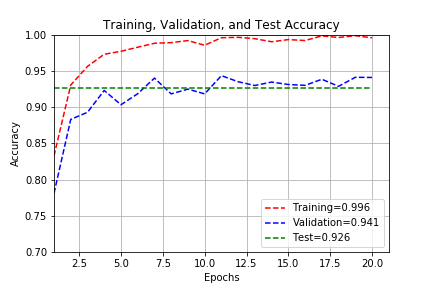 Training, Validation, and Test Accuracy
1.00
0.95
0.90
0.85
0.80
0.75
0.70
Accuracy
Training=0.996
Validation=0.941
Test=0.926
2.5 5.0 7.5 10.0 12.5 15.0 17.5 20.0
Epochs